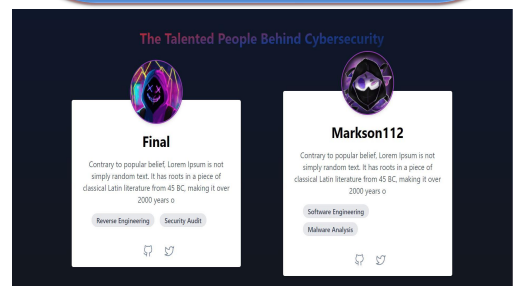 The Talented People Behind Cybersecurity
Final
Contrary to popular belief, Lorem Ipsum is not
simply random text. It has roots in a piece of
classical Latin literature from 45 BC, making it over
2000 years o
Reverse Engineering
Security Audit
Markson112
Contrary to popular belief, Lorem Ipsum is not
simply random text. It has roots in a piece of
classical Latin literature from 45 BC, making it over
2000 years o
Software Engineering
Malware Analysis